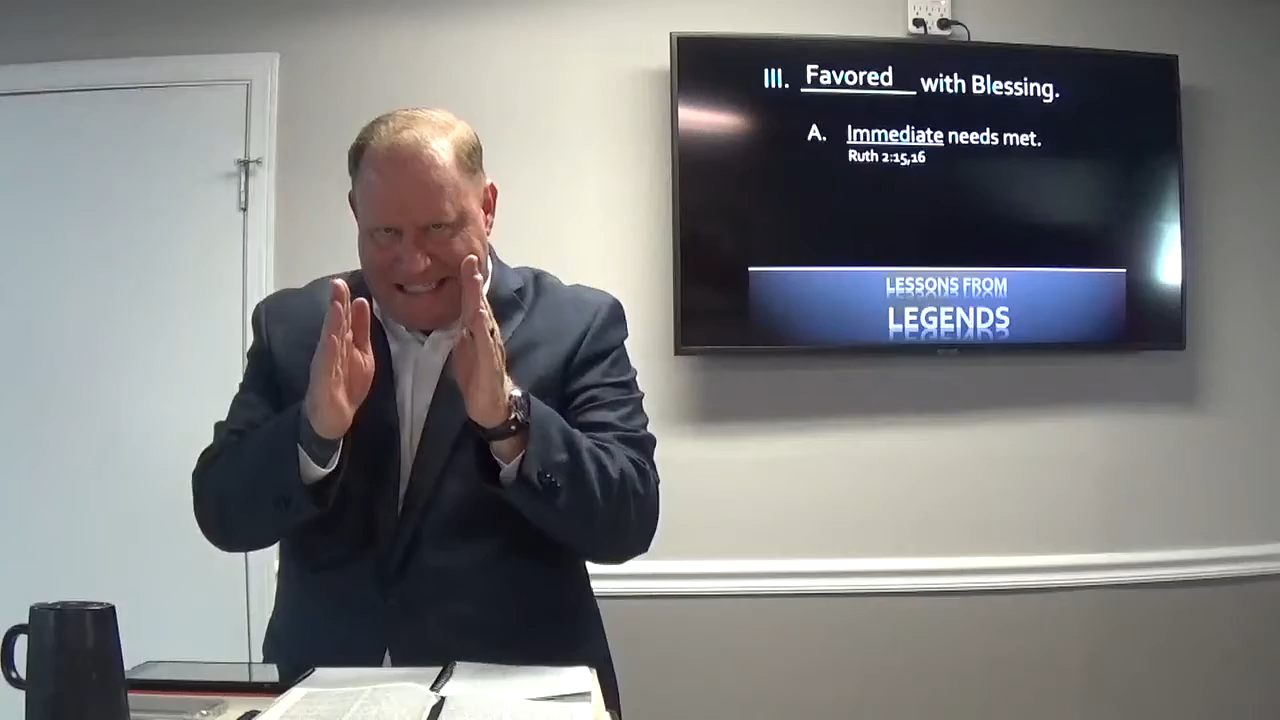 III. Favored with Blessing.
A. Immediate needs met.
Ruth 2:15,16
LESSONS FROM
LEGENDS